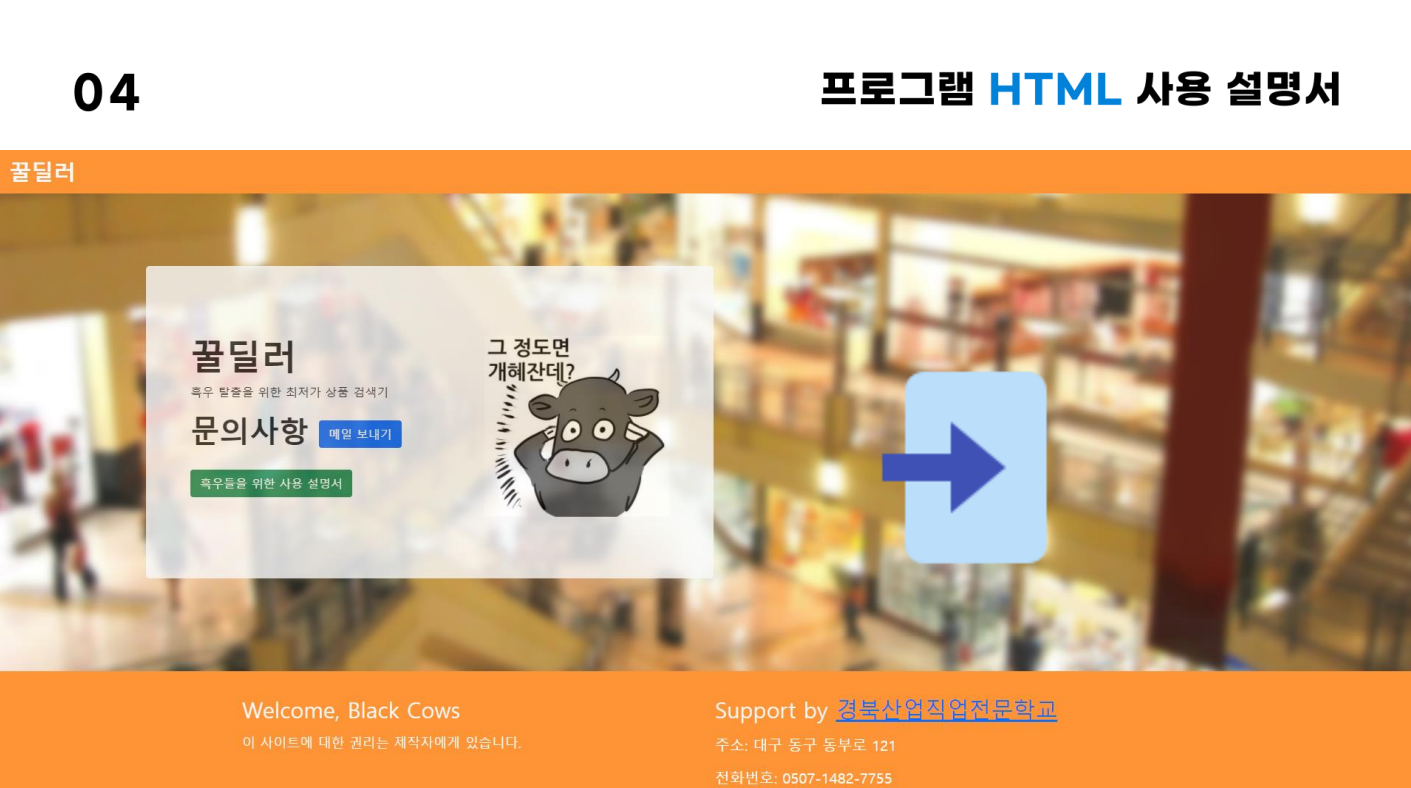 04
프로그램 HTML 사용 설명서
꿀딜러
꿀딜러
흑우 탈출을 위한 최저가 상품 검색기
문의사항 메일 보내기
흑우들을 위한 사용 설명서
그 정도면
개혜잔데?
Welcome, Black Cows
이 사이트에 대한 권리는 제작자에게 있습니다.
Support by 경북산업직업전문학교
주소: 대구 동구 동부로 121
전화번호: 0507-1482-7755